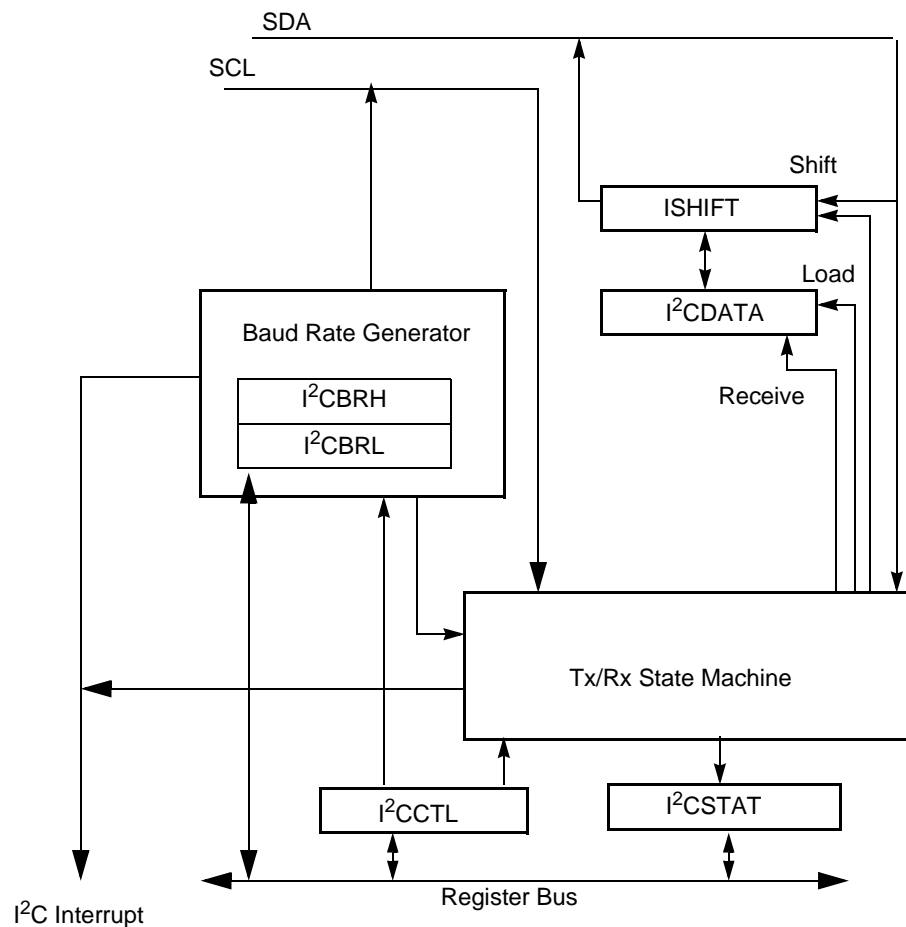 SDA
SCL
Shift
ISHIFT
Load
I²CDATA
Baud Rate Generator
I²CBRH
Receive
I²CBRL
Tx/Rx State Machine
I²CCTL
I²CSTAT
Register Bus
I²C Interrupt